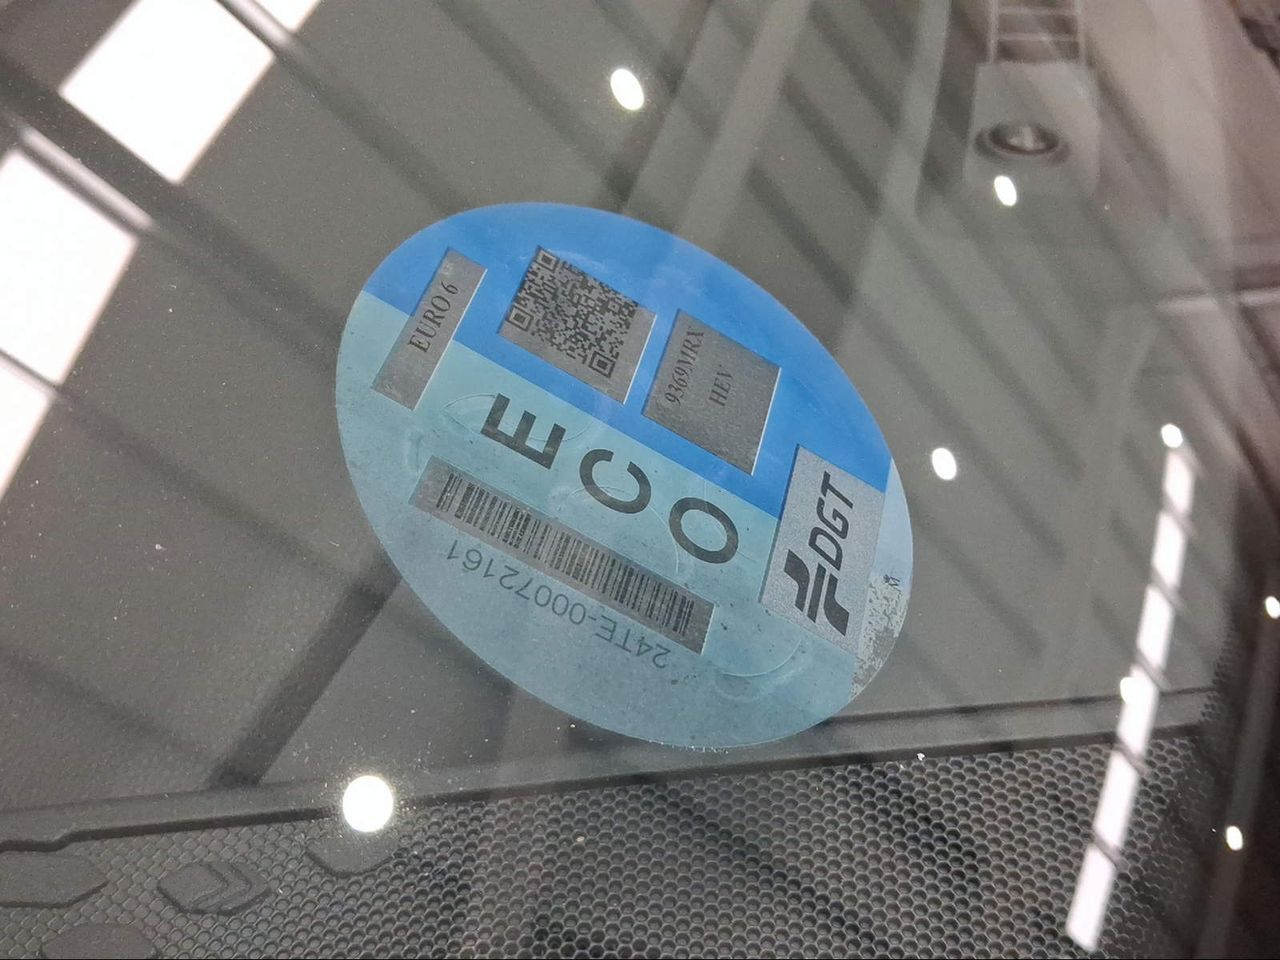 EURO 6
9369MRX
HEV
ECO
DGT
24TE-00072161
M